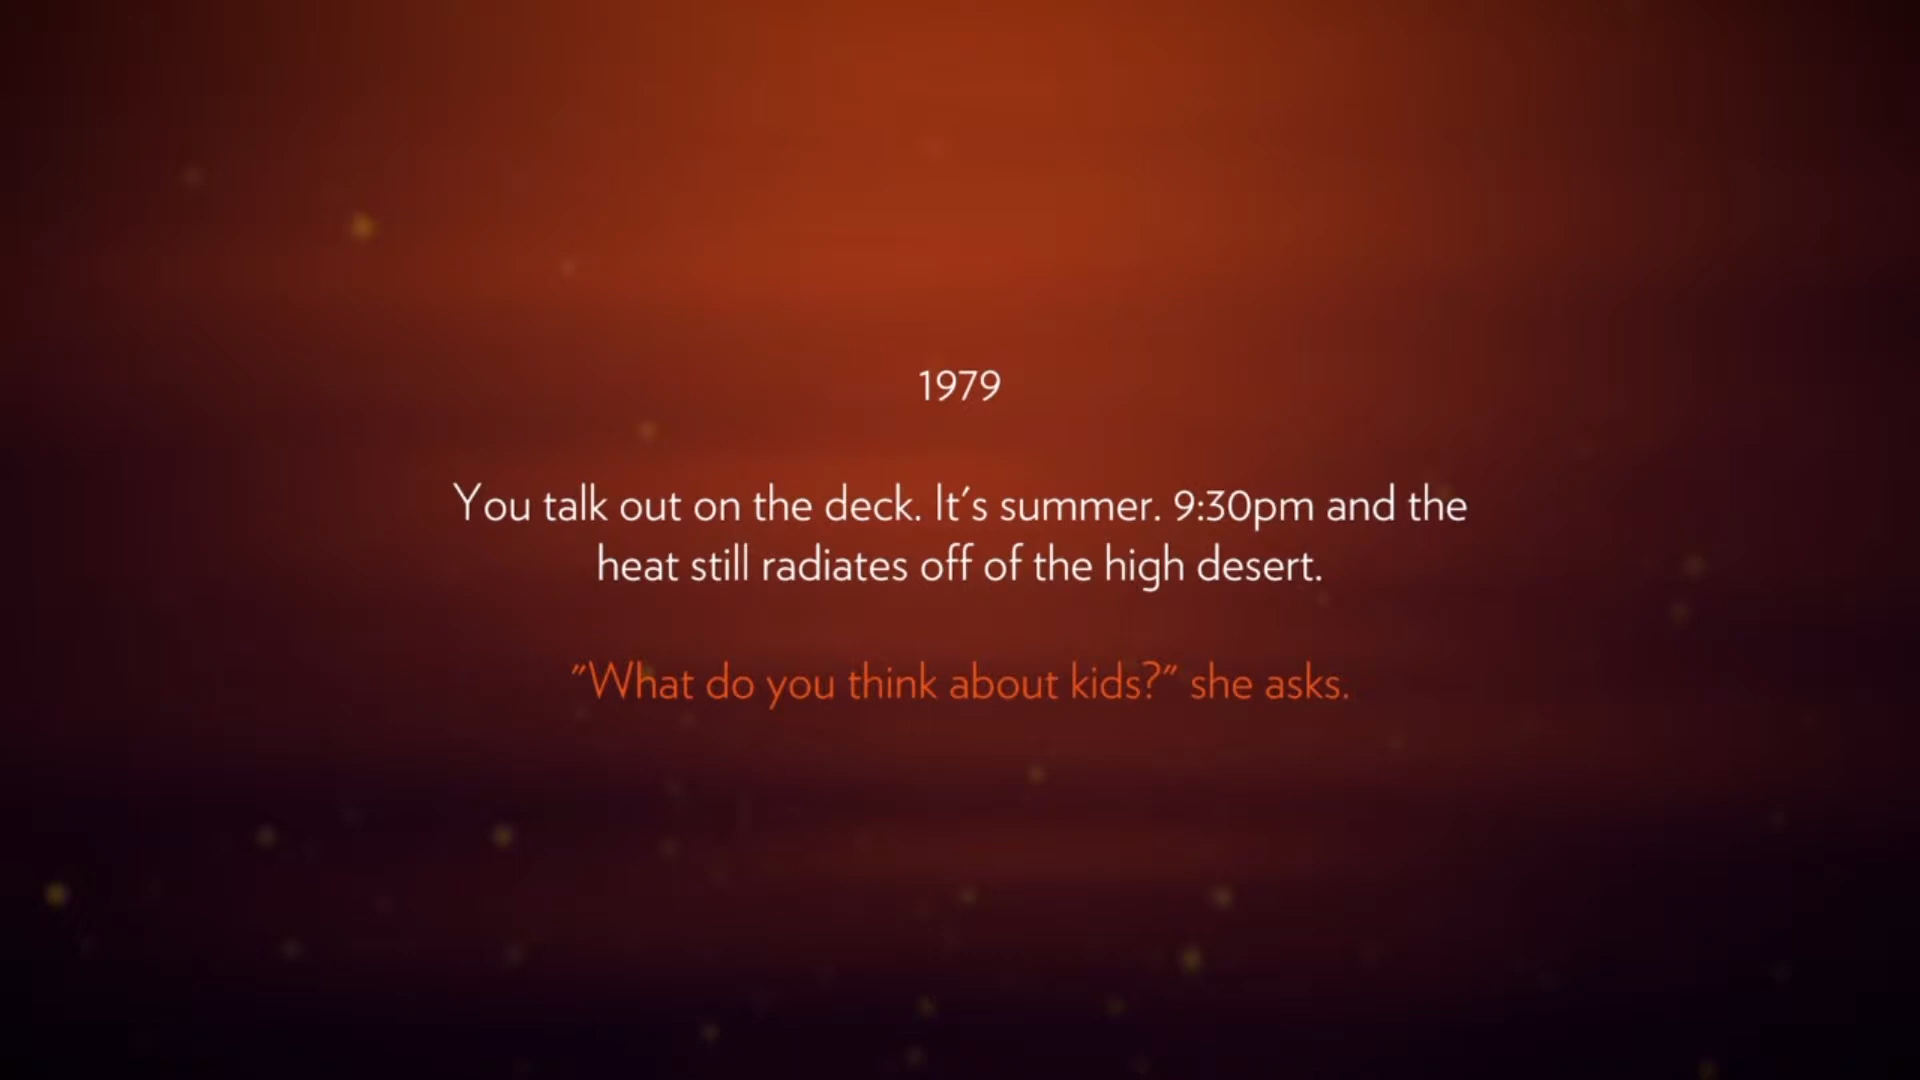 1979
You talk out on the deck. It's summer. 9:30pm and the
heat still radiates off of the high desert.
"What do you think about kids?" she asks.